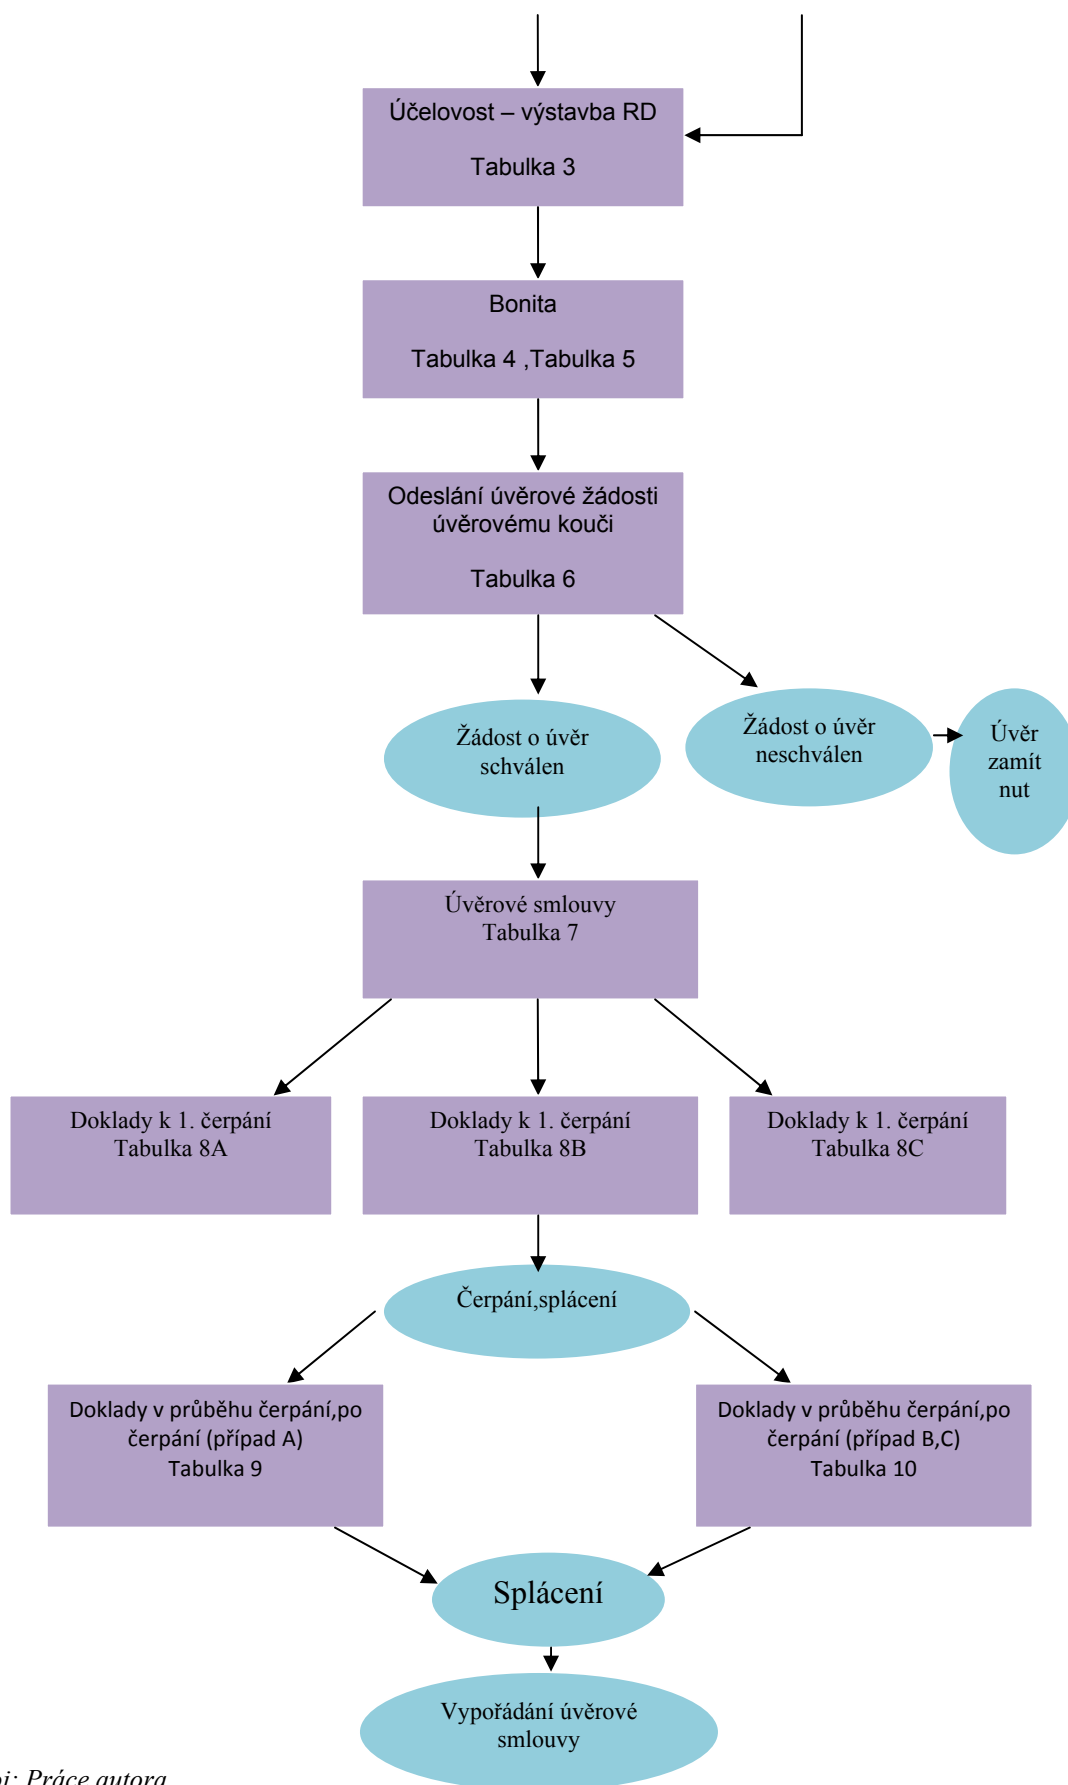 Účelovost – výstavba RD
Tabulka 3
Bonita
Tabulka 4 ,Tabulka 5
Odeslání úvěrové žádosti
úvěrovému kouči
Tabulka 6
Žádost o úvěr
schválen
Žádost o úvěr
neschválen
Úvěr
zamít
nut
Úvěrové smlouvy
Tabulka 7
Doklady k 1. čerpání
Tabulka 8A
Doklady k 1. čerpání
Tabulka 8B
Doklady k 1. čerpání
Tabulka 8C
Čerpání,splácení
Doklady v průběhu čerpání,po
čerpání (případ A)
Tabulka 9
Doklady v průběhu čerpání,po
čerpání (případ B,C)
Tabulka 10
Splácení
Vypořádání úvěrové
smlouvy
Práce autora